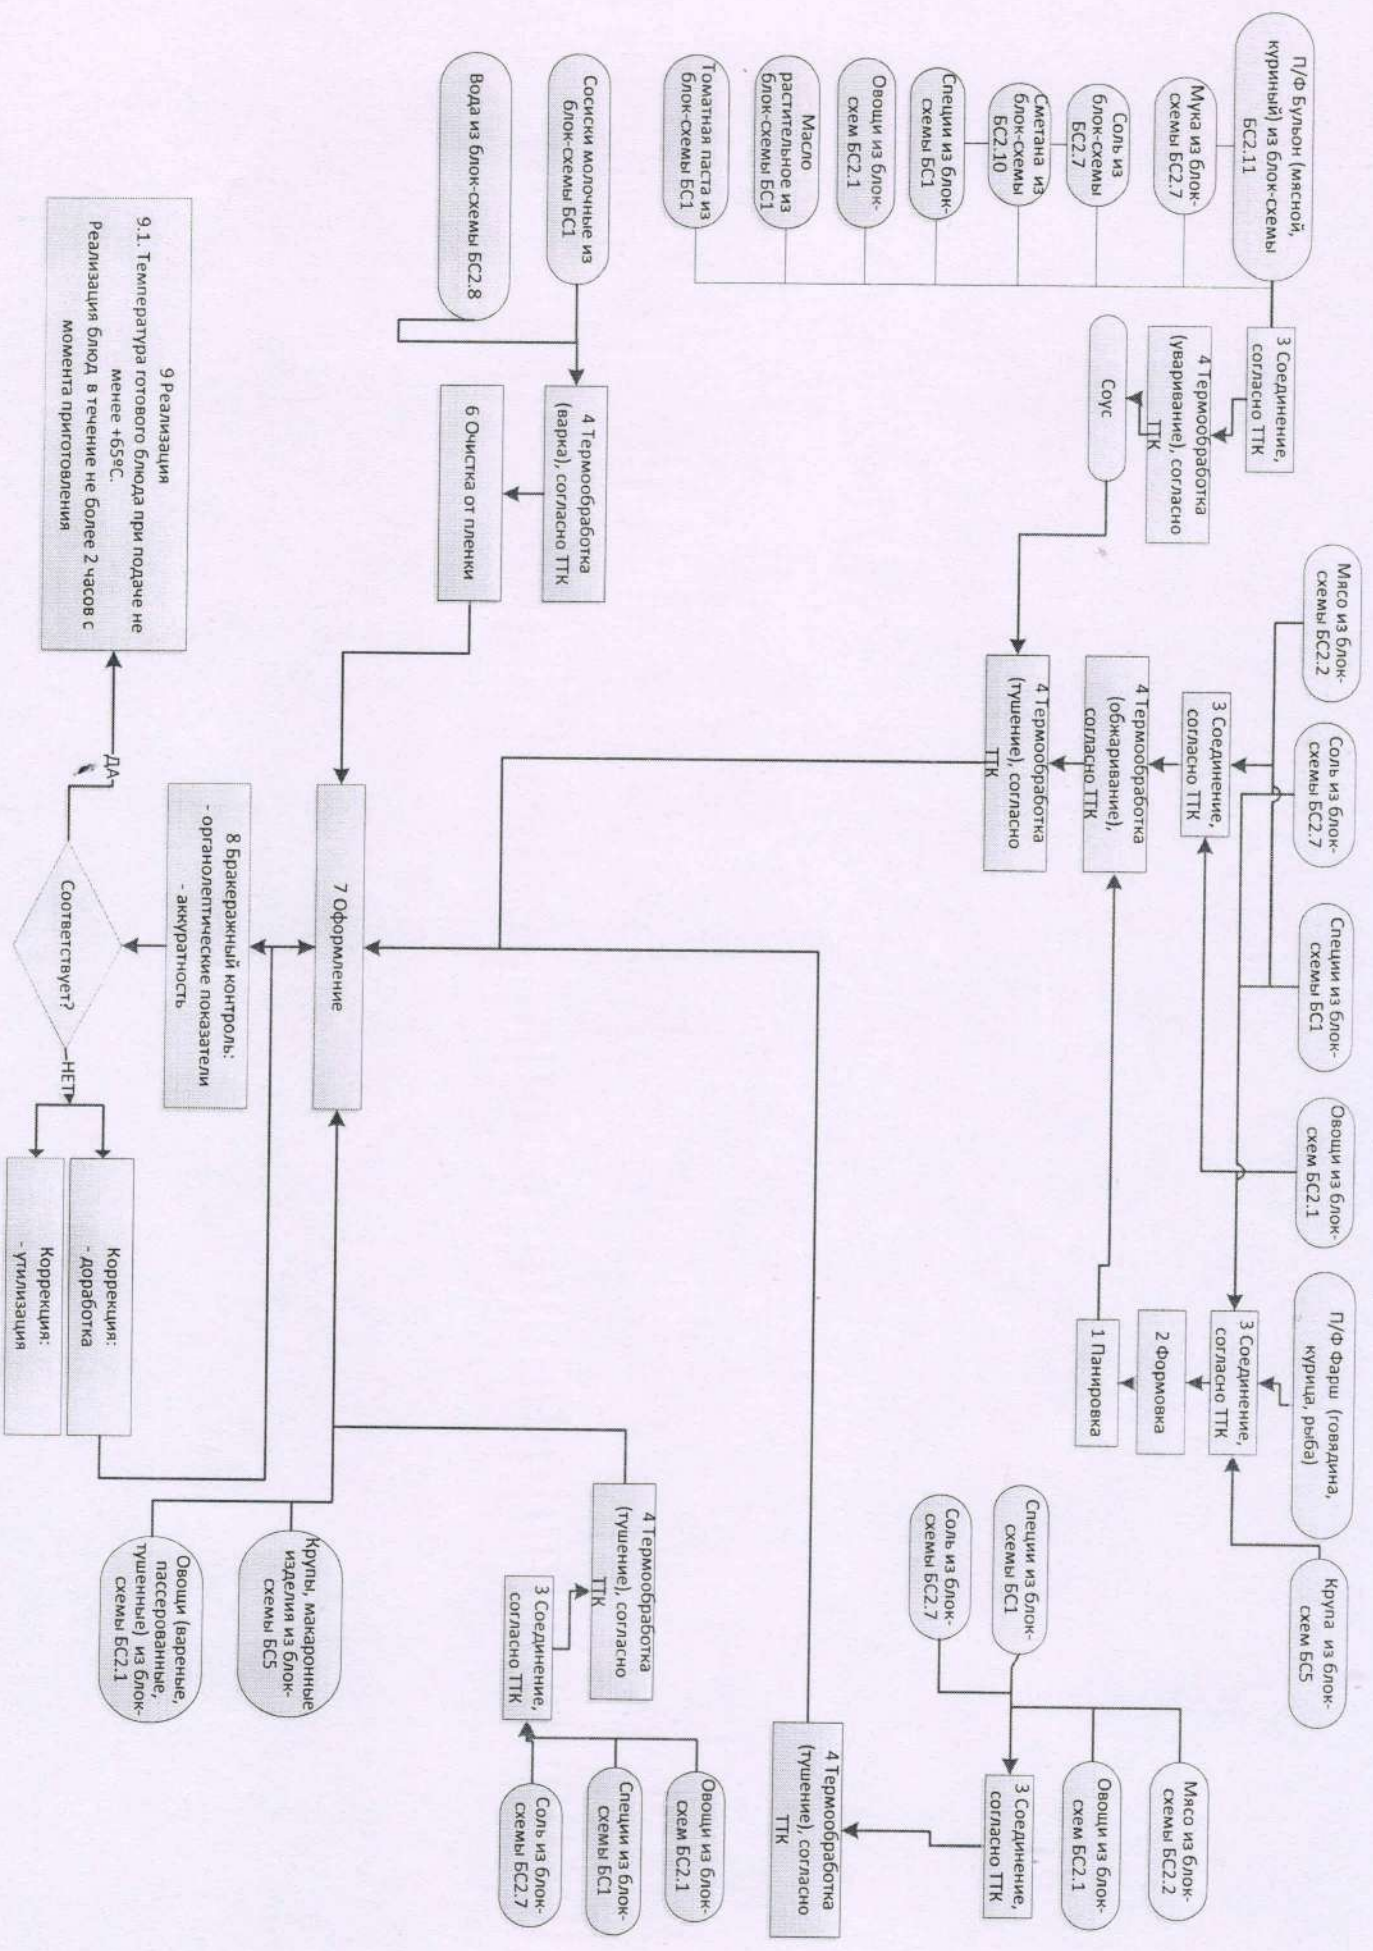 П/Ф Бульон (мясной,
куриный) из блок-схемы
БС2.11
Мука из блок-
схемы БС2.7
Соль из
блок-схемы
БС2.7
Сметана из
блок-схемы
БС2.10
Специи из блок-
схемы БС1
Овощи из блок-
схем БС2.1
Масло
растительное из
блок-схемы БС1
Томатная паста из
блок-схемы БС1
3 Соединение,
согласно ТТК
4 Термообработка
(уваривание), согласно
ТТК
Соус
Мясо из блок-
схемы БС2.2
Соль из блок-
схемы БС2.7
Специи из блок-
схемы БС1
Овощи из блок-
схем БС2.1
П/Ф Фарш (говядина,
курица, рыба)
Крупа из блок-
схем БС5
3 Соединение,
согласно ТТК
4 Термообработка
(обжаривание),
согласно ТТК
4 Термообработка
(тушение), согласно
ТТК
3 Соединение,
согласно ТТК
2 Формовка
1 Панировка
Специи из блок-
схемы БС1
Соль из блок-
схемы БС2.7
Мясо из блок-
схемы БС2.2
Овощи из блок-
схем БС2.1
3 Соединение,
согласно ТТК
4 Термообработка
(тушение), согласно
ТТК
Соски молочные из
блок-схемы БС1
Вода из блок-схемы БС2.8
4 Термообработка
(варка), согласно ТТК
6 Очистка от пленки
Овощи из блок-
схем БС2.1
Специи из блок-
схемы БС1
Соль из блок-
схемы БС2.7
3 Соединение,
согласно ТТК
4 Термообработка
(тушение), согласно
ТТК
7 Оформление
Крупы, макаронные
изделия из блок-
схемы БС5
Овощи (вареные,
пассерованные,
тушенные) из блок-
схемы БС2.1
8 Бракеражный контроль:
- органолептические показатели
- аккуратность
Соответствует?
ДА
НЕТ
Коррекция:
- доработка
Коррекция:
- утилизация
9 Реализация
9.1. Температура готового блюда при подаче не
менее +65ºС.
Реализация блюд в течение не более 2 часов с
момента приготовления